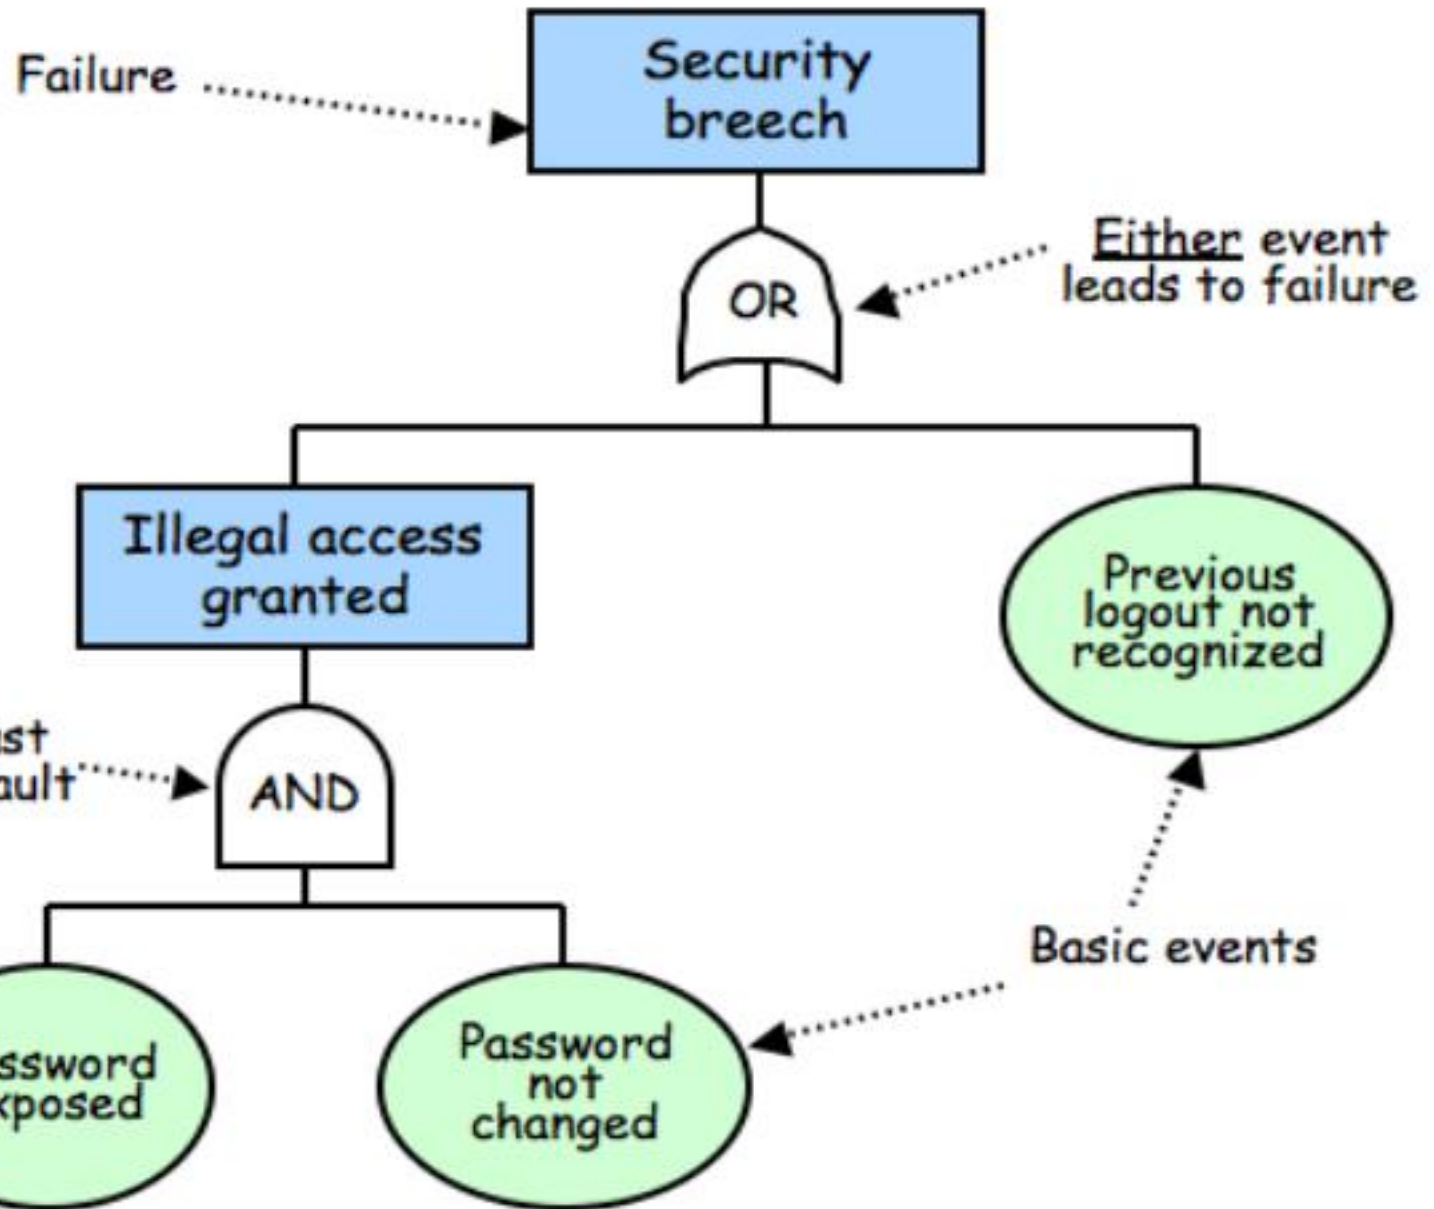 Failure
Security
breech
Either event
leads to failure
OR
Illegal access
granted
Previous
logout not
recognized
AND
Basic events
Password
not
changed